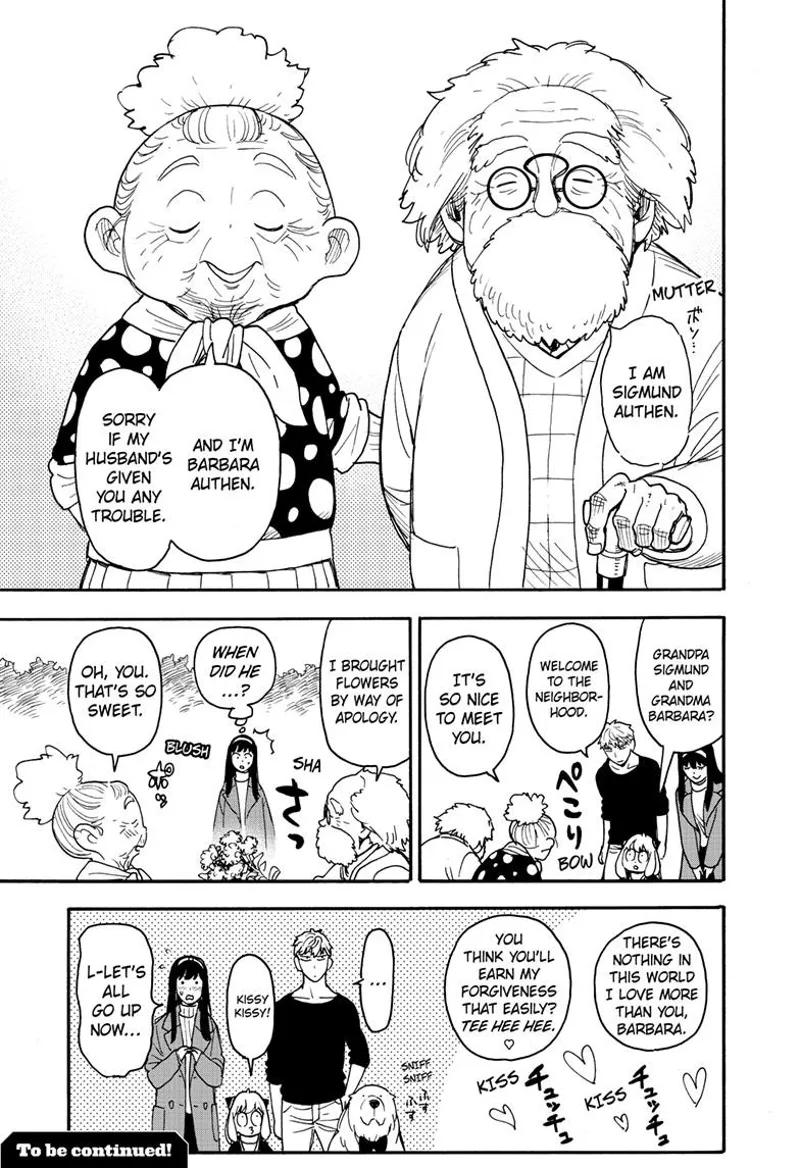 MUTTER
ボソ…
I AM
SIGMUND
AUTHEN.
AND I'M
BARBARA
AUTHEN.
SORRY
IF MY
HUSBAND'S
GIVEN
YOU ANY
TROUBLE.
GRANDPA
SIGMUND
AND
GRANDMA
BARBARA?
WELCOME
TO THE
NEIGHBOR-
HOOD.
IT'S
SO NICE
TO MEET
YOU.
ぺこり
BOW
I BROUGHT
FLOWERS
BY WAY OF
APOLOGY.
SHA
さっ
WHEN
DID HE
...?
BLUSH
OH, YOU.
THAT'S SO
SWEET.
THERE'S
NOTHING IN
THIS WORLD
I LOVE MORE
THAN YOU,
BARBARA.
YOU
THINK YOU'LL
EARN MY
FORGIVENESS
THAT EASILY?
TEE HEE HEE.
♡
チュッチュ
KISS
チュッチュ
KISS
...
SNIFF
SNIFF
ふす
ふす
KISSY
KISSY!
L-LET'S
ALL
GO UP
NOW...
To be continued!